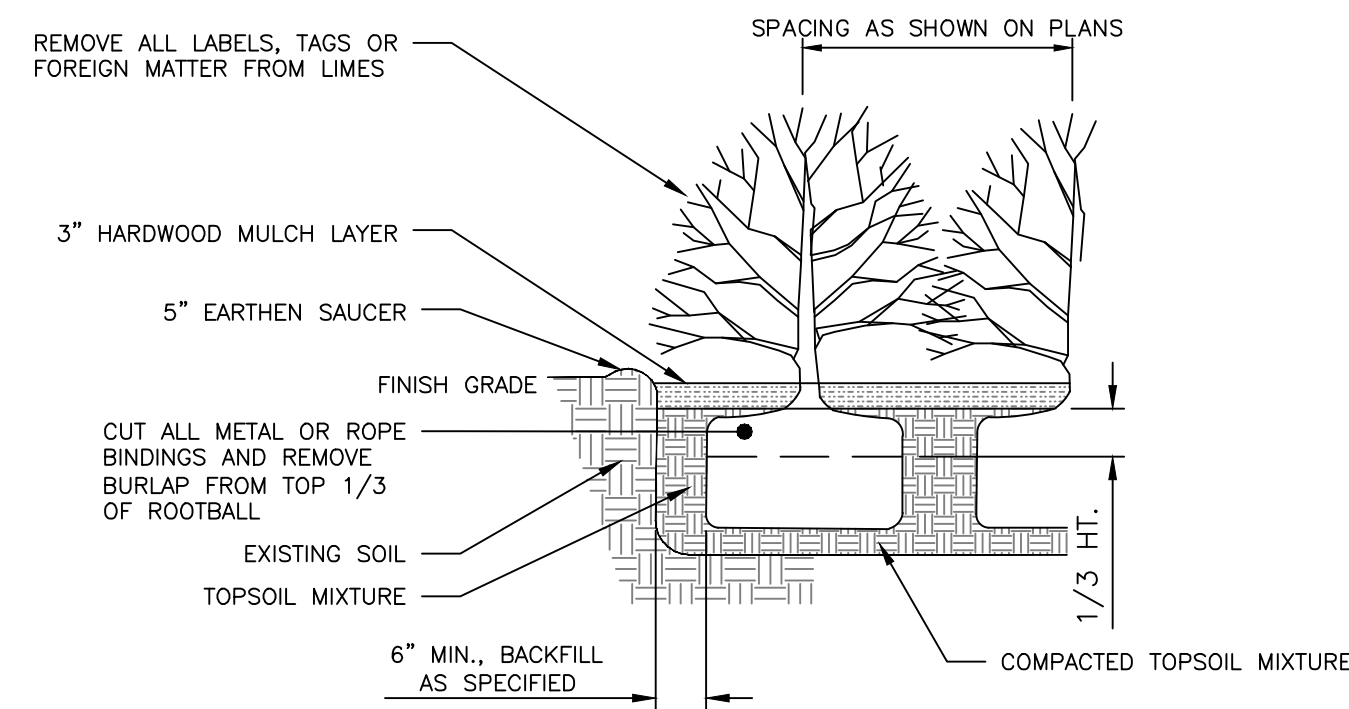 SPACING AS SHOWN ON PLANS
REMOVE ALL LABELS, TAGS OR
FOREIGN MATTER FROM LIMES
3” HARDWOOD MULCH LAYER
5” EARTHEN SAUCER
FINISH GRADE
CUT ALL METAL OR ROPE
BINDINGS AND REMOVE
BURLAP FROM TOP 1/3
OF ROOTBALL
EXISTING SOIL
TOPSOIL MIXTURE
1/3 HT.
6” MIN., BACKFILL
AS SPECIFIED
COMPACTED TOPSOIL MIXTURE